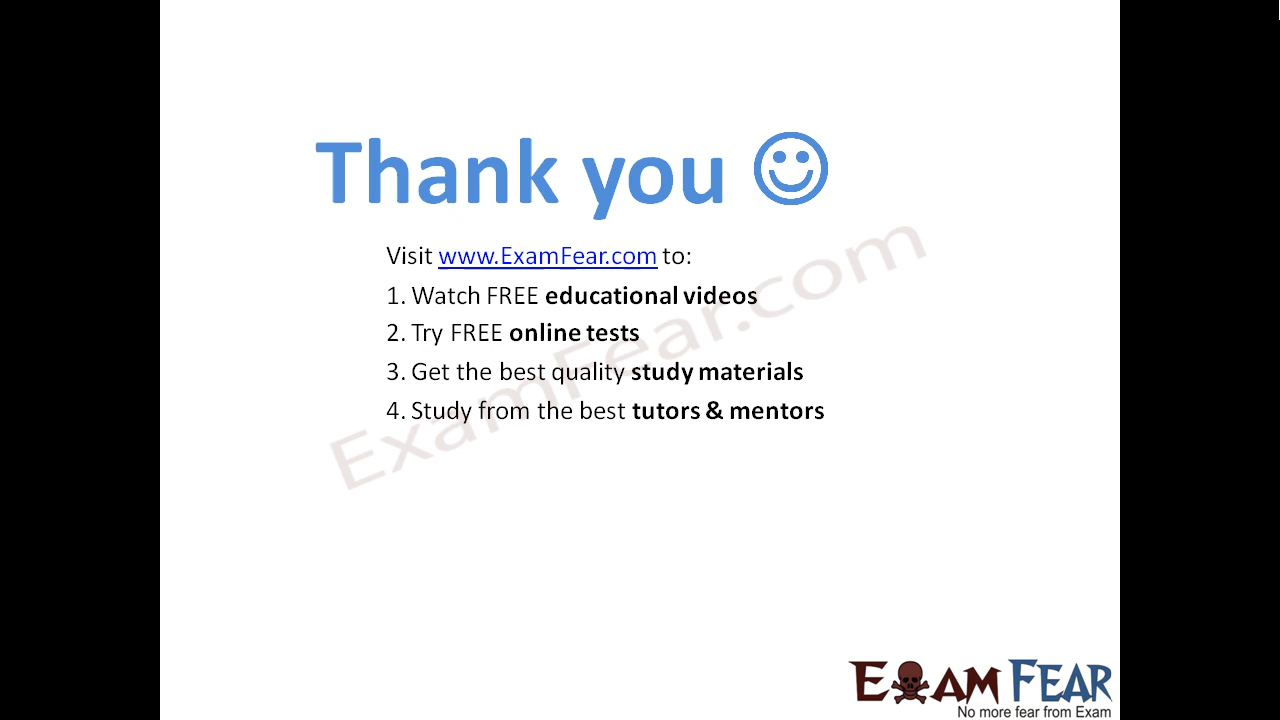 Thank you ☺
Visit www.ExamFear.com to:
1. Watch FREE educational videos
2. Try FREE online tests
3. Get the best quality study materials
4. Study from the best tutors & mentors
ExamFear.com
EXAM FEAR
No more fear from Exam